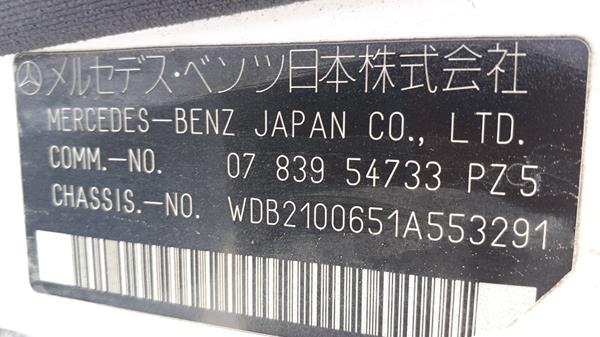 メルセデス・ベンツ日本株式会社
MERCEDES-BENZ JAPAN CO., LTD.
COMM.-NO. 07 839 54733 PZ5
CHASSIS.-NO. WDB2100651A553291